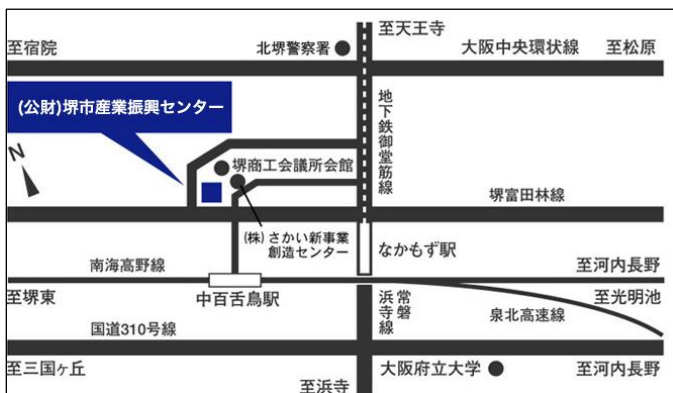 至天王寺
至宿院
北堺警察署
大阪中央環状線
至松原
(公財)堺市産業振興センター
地下鉄御堂筋線
N
堺商工会議所会館
堺富田林線
(株)さかい新事業
創造センター
なかもず駅
南海高野線
至河内長野
至堺東
中百舌鳥駅
常磐
浜寺線
至光明池
泉北高速線
国道310号線
至三国ヶ丘
至浜寺
大阪府立大学
至河内長野